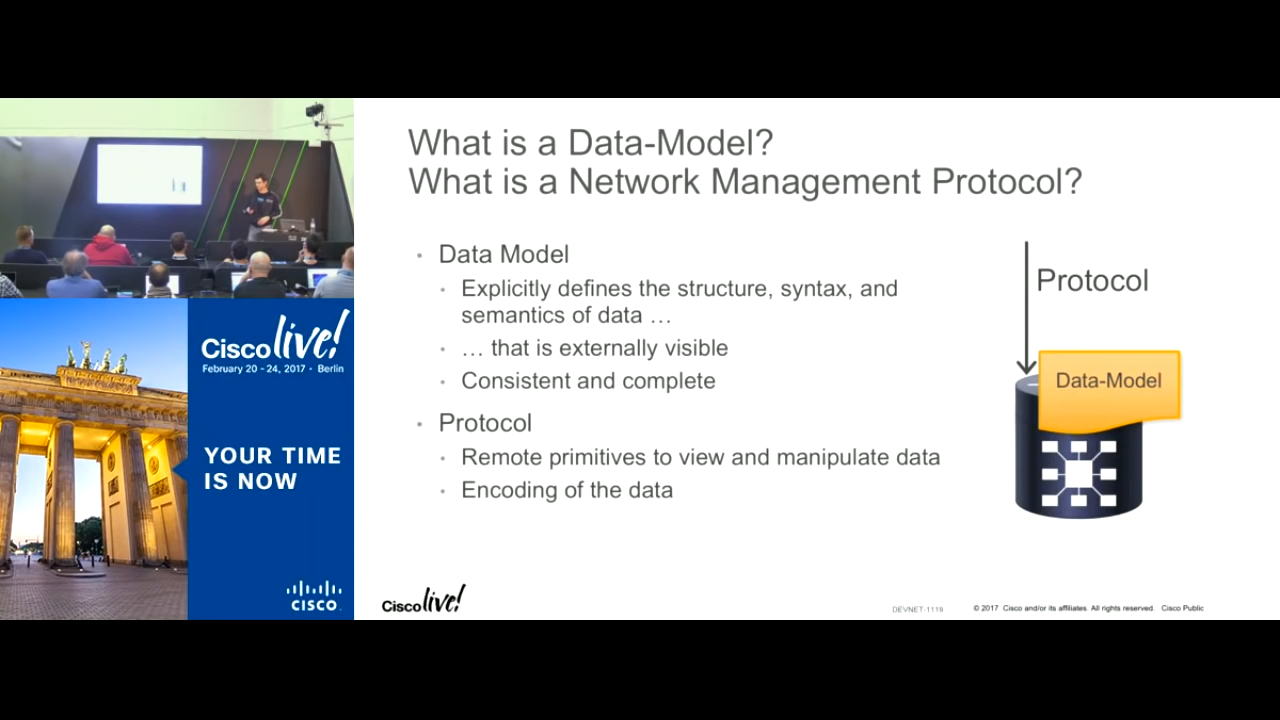 Cisco live!
February 20 - 24, 2017 • Berlin
YOUR TIME
IS NOW
CISCO
What is a Data-Model?
What is a Network Management Protocol?
• Data Model
• Explicitly defines the structure, syntax, and
semantics of data …
• … that is externally visible
• Consistent and complete
• Protocol
• Remote primitives to view and manipulate data
• Encoding of the data
Protocol
Data-Model
Cisco live!
DEVNET-1119
© 2017 Cisco and/or its affiliates. All rights reserved. Cisco Public